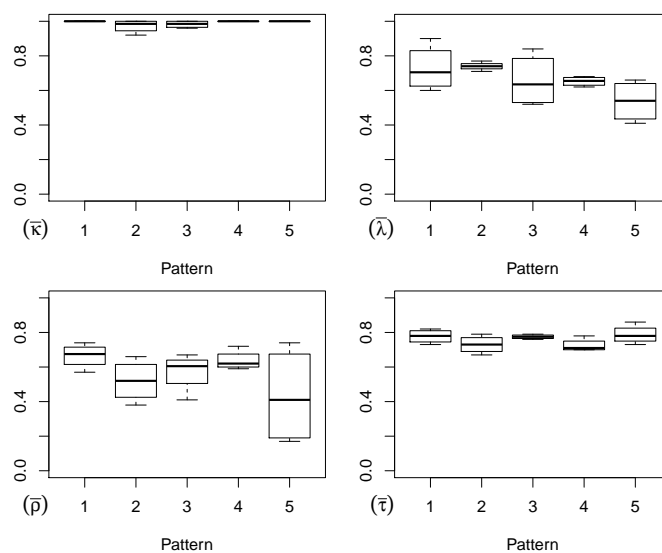 0.0 0.4 0.8
(κ̅) 1 2 3 4 5
Pattern
0.0 0.4 0.8
(λ̅) 1 2 3 4 5
Pattern
0.0 0.4 0.8
(ρ̅) 1 2 3 4 5
Pattern
0.0 0.4 0.8
(τ̅) 1 2 3 4 5
Pattern